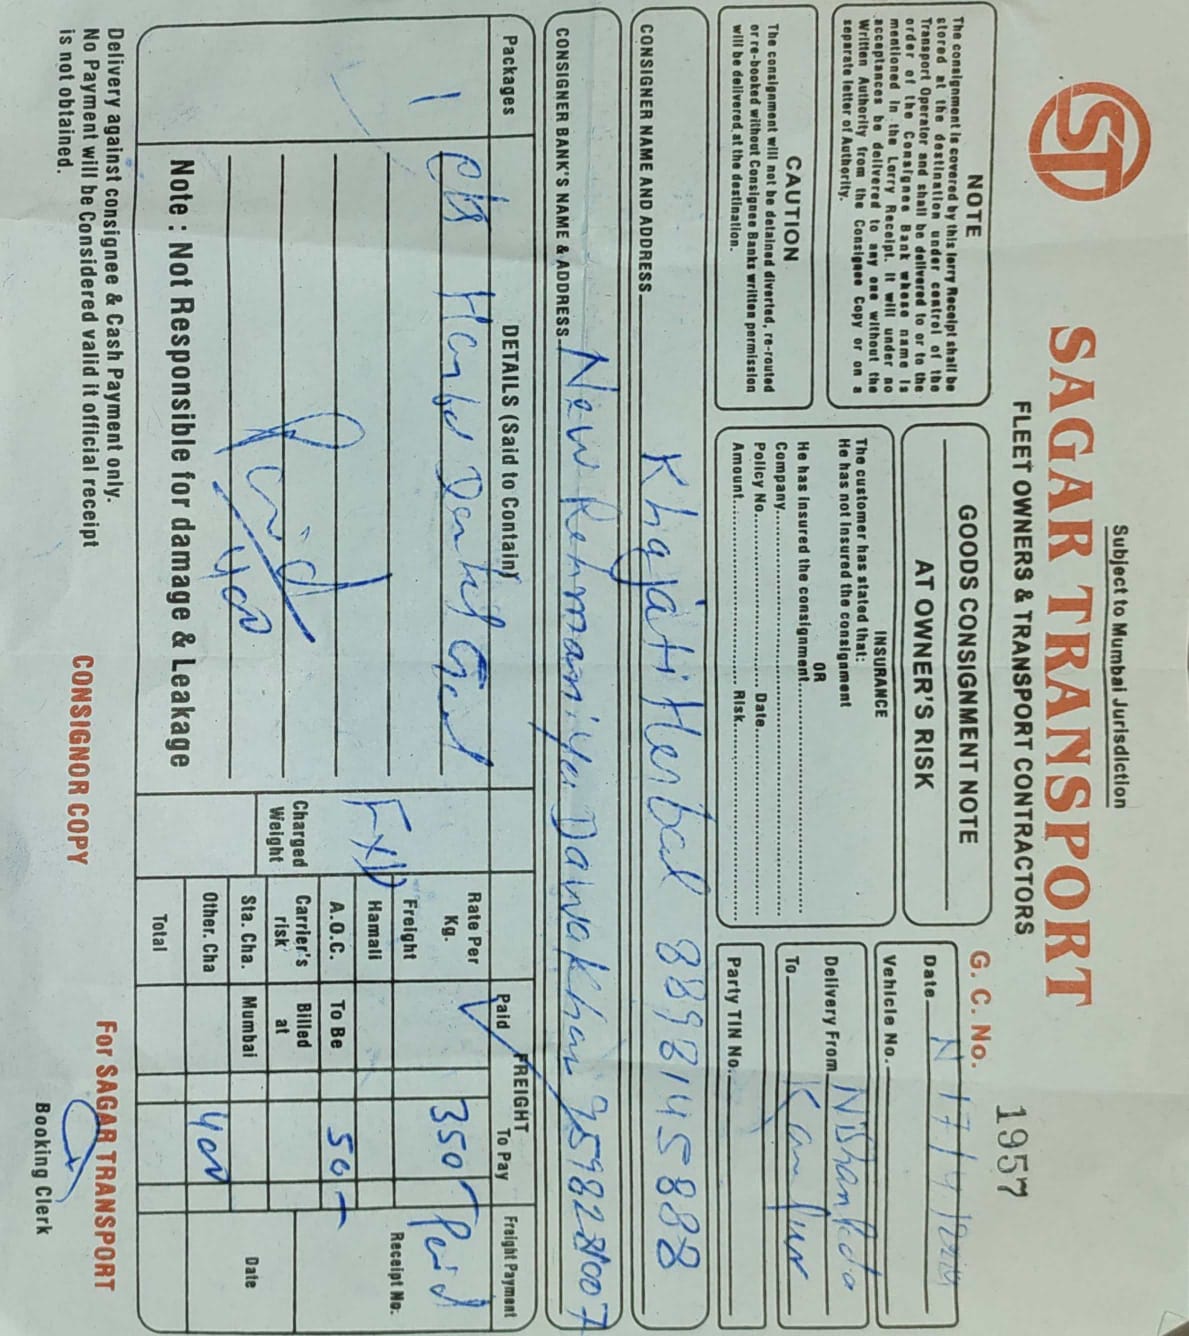 Subject to Mumbai Jurisdiction
ST
SAGAR TRANSPORT
FLEET OWNERS & TRANSPORT CONTRACTORS
G. C. No. 1957
NOTE
The consignment is covered by this lorry Receipt shall be
stored at the destination under control of the
Transport Operator and shall be delivered to or to the
order of the Consignee Bank whose name is
mentioned in the Lorry Receipt. It will under no
acceptances be delivered to any one without the
Written Authority from the Consignee Copy or on a
separate letter of Authority.
CAUTION
The consignment will not be detained diverted, re-routed
or re-booked without Consignee Banks written permission
will be delivered at the destination.
GOODS CONSIGNMENT NOTE
AT OWNER'S RISK
INSURANCE
The customer has stated that:
He has not insured the consignment
OR
He has insured the consignment
Company
Policy No. Date
Amount Risk
Date 17/4/
Vehicle No.
Delivery From
To Kanpur
Party TIN No.
CONSIGNER NAME AND ADDRESS Khajati Herbal 8898145888
CONSIGNER BANK'S NAME & ADDRESS New Rehmaniya Dawakhana 9598228007
Packages
DETAILS (Said to Contain)
FREIGHT
Rate Per Kg.
Paid
To Pay
Freight Payment
1
Herbal
Freight
350
Paid
Hamali
Receipt No.
A.O.C.
To Be
50
Charged Weight
Carrier's risk
Billed at
Sta. Cha.
Mumbai
Date
Other. Cha
400
Total
Paid
400
Note : Not Responsible for damage & Leakage
Delivery against consignee & Cash Payment only.
No Payment will be Considered valid it official receipt
is not obtained.
CONSIGNOR COPY
For SAGAR TRANSPORT
Booking Clerk